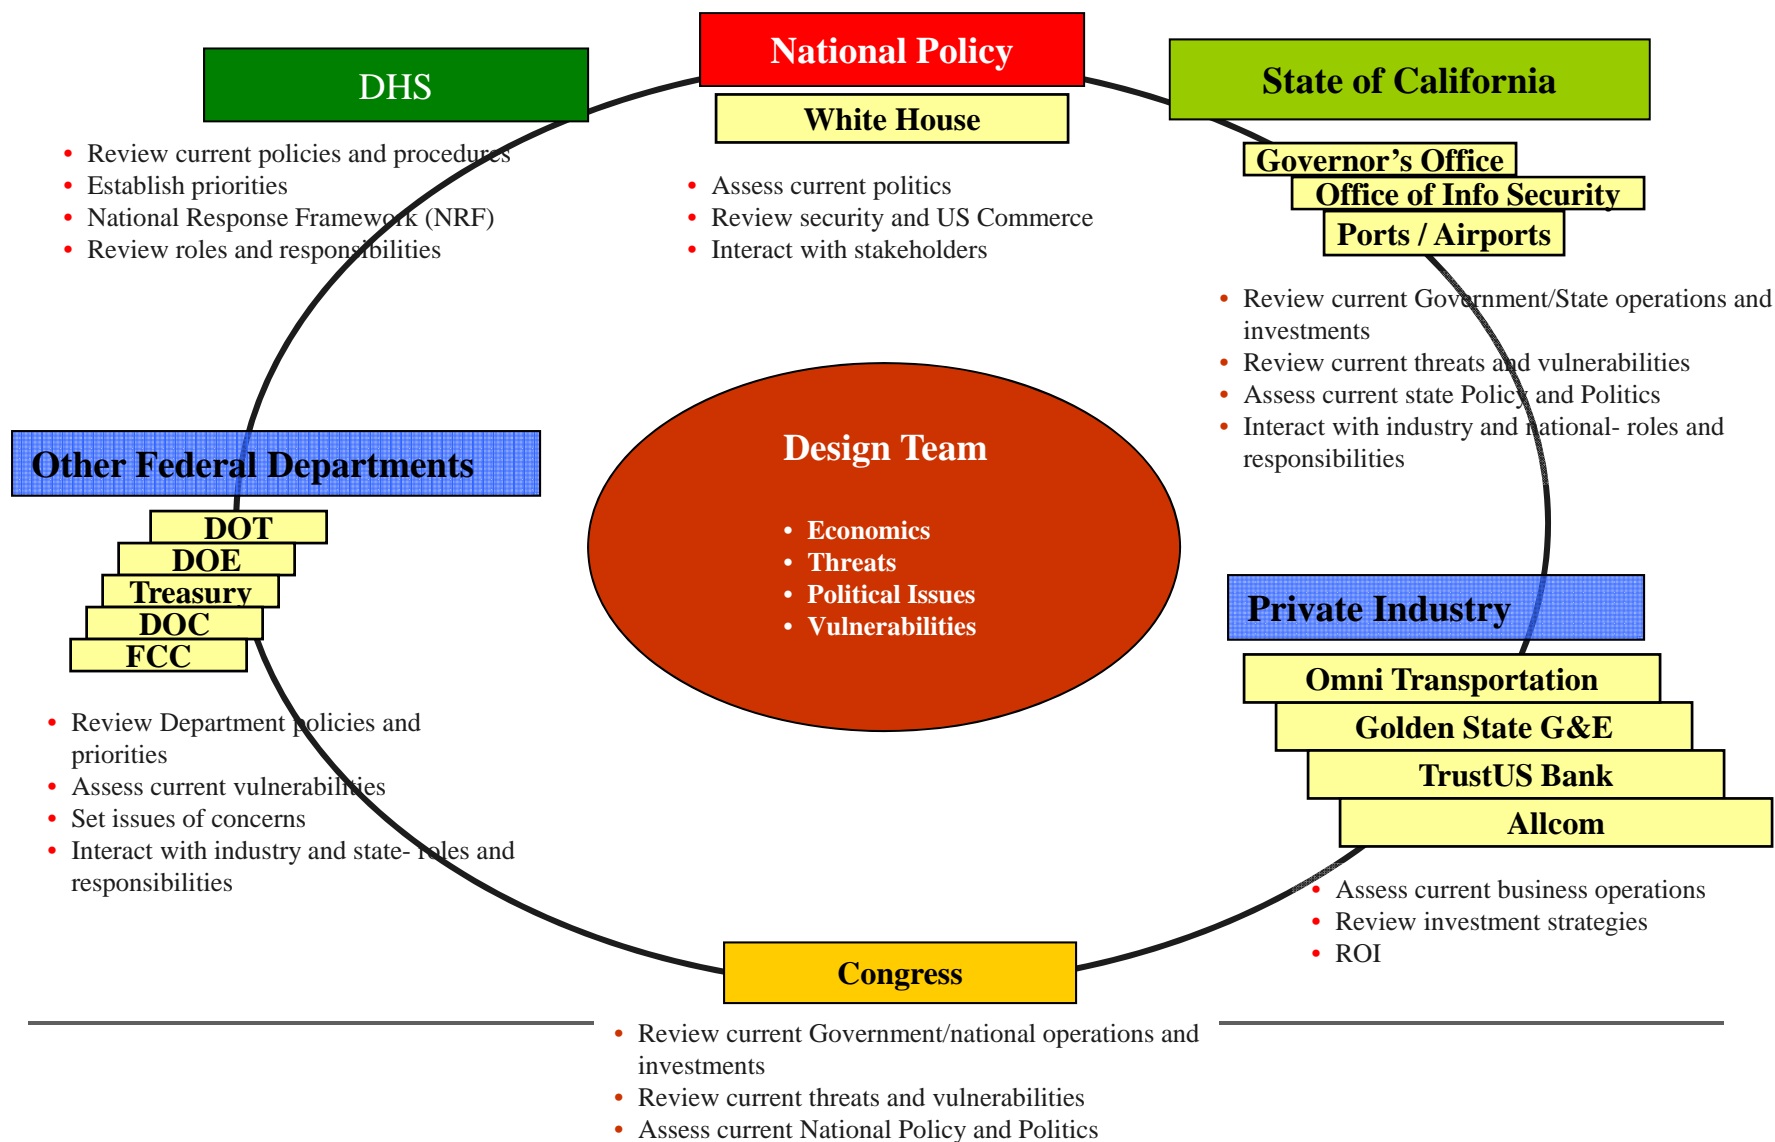 DHS
• Review current policies and procedures
• Establish priorities
• National Response Framework (NRF)
• Review roles and responsibilities
National Policy
White House
• Assess current politics
• Review security and US Commerce
• Interact with stakeholders
State of California
Governor's Office
Office of Info Security
Ports / Airports
• Review current Government/State operations and
investments
• Review current threats and vulnerabilities
• Assess current state Policy and Politics
• Interact with industry and national- roles and
responsibilities
Design Team
• Economics
• Threats
• Political Issues
• Vulnerabilities
Other Federal Departments
DOT
DOE
Treasury
DOC
FCC
• Review Department policies and
priorities
• Assess current vulnerabilities
• Set issues of concerns
• Interact with industry and state- roles and
responsibilities
Private Industry
Omni Transportation
Golden State G&E
TrustUS Bank
Allcom
• Assess current business operations
• Review investment strategies
• ROI
Congress
• Review current Government/national operations and
investments
• Review current threats and vulnerabilities
• Assess current National Policy and Politics